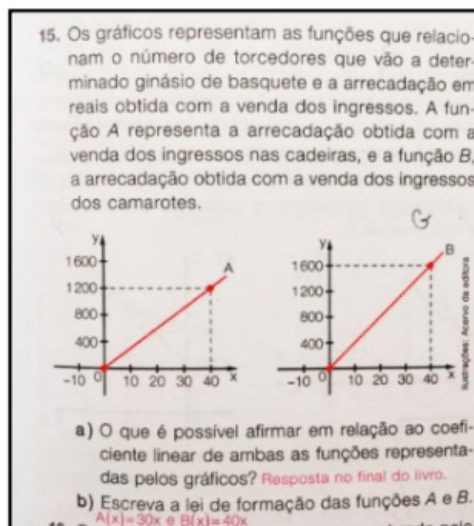 15. Os gráficos representam as funções que relacio-
nam o número de torcedores que vão a deter-
minado ginásio de basquete e a arrecadação em
reais obtida com a venda dos ingressos. A fun-
ção A representa a arrecadação obtida com a
venda dos ingressos nas cadeiras, e a função B,
a arrecadação obtida com a venda dos ingressos
dos camarotes.
G
y
1600
1200
800
400
-10 0 10 20 30 40 x
A
y
1600
1200
800
400
-10 0 10 20 30 40 x
B
Ilustrações: Acervo da editora
a) O que é possível afirmar em relação ao coefi-
ciente linear de ambas as funções representa-
das pelos gráficos? Resposta no final do livro.
b) Escreva a lei de formação das funções A e B.
A(x)=30x e B(x)=40x